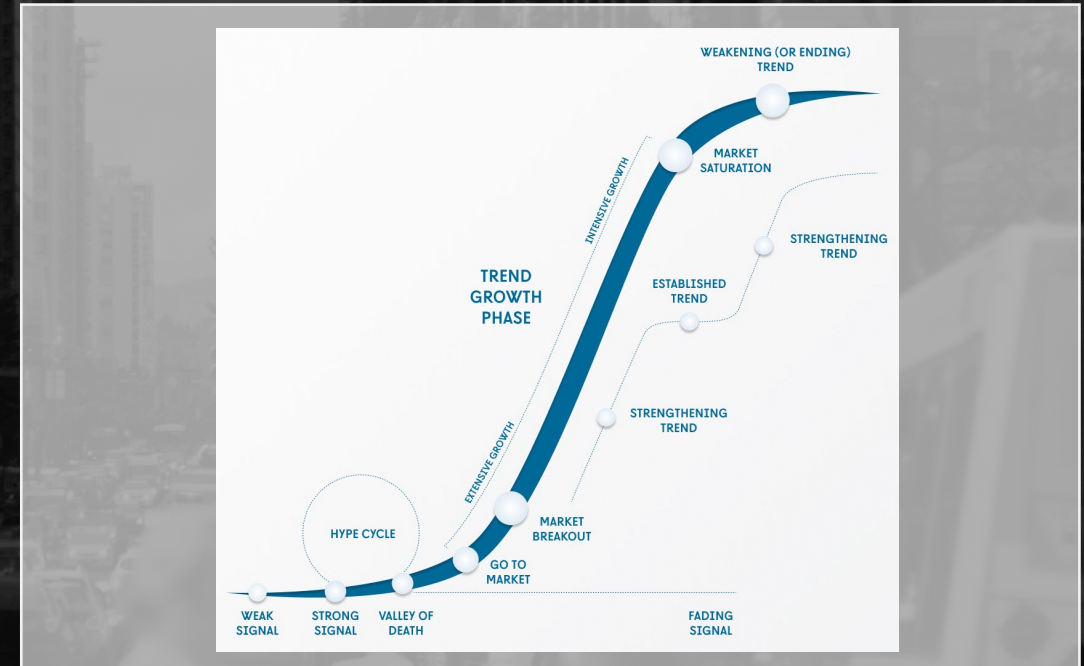 WEAKENING (OR ENDING)
TREND
MARKET
SATURATION
INTENSIVE GROWTH
STRENGTHENING
TREND
TREND
GROWTH
PHASE
ESTABLISHED
TREND
STRENGTHENING
TREND
EXTENSIVE GROWTH
HYPE CYCLE
MARKET
BREAKOUT
GO TO
MARKET
WEAK
SIGNAL
STRONG
SIGNAL
VALLEY OF
DEATH
FADING
SIGNAL